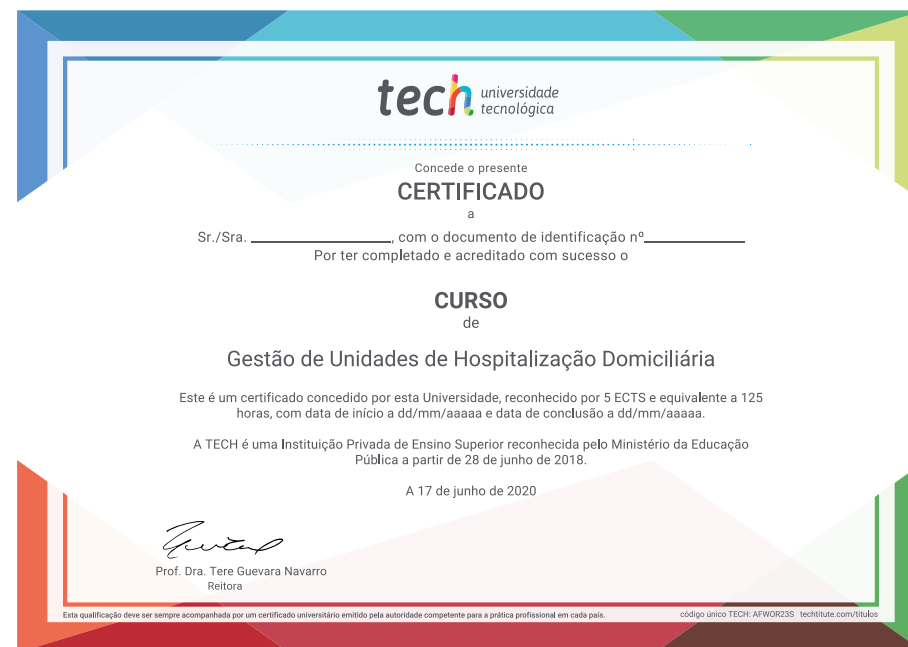 tech universidade
tecnológica
Concede o presente
CERTIFICADO
a
Sr./Sra. ____________________, com o documento de identificação nº______________
Por ter completado e acreditado com sucesso o
CURSO
de
Gestão de Unidades de Hospitalização Domiciliária
Este é um certificado concedido por esta Universidade, reconhecido por 5 ECTS e equivalente a 125
horas, com data de início a dd/mm/aaaaa e data de conclusão a dd/mm/aaaaa.
A TECH é uma Instituição Privada de Ensino Superior reconhecida pelo Ministério da Educação
Pública a partir de 28 de junho de 2018.
A 17 de junho de 2020
Prof. Dra. Tere Guevara Navarro
Reitora
Esta qualificação deve ser sempre acompanhada por um certificado universitário emitido pela autoridade competente para a prática profissional em cada país.
código único TECH: AFWOR23S techtitute.com/titulos